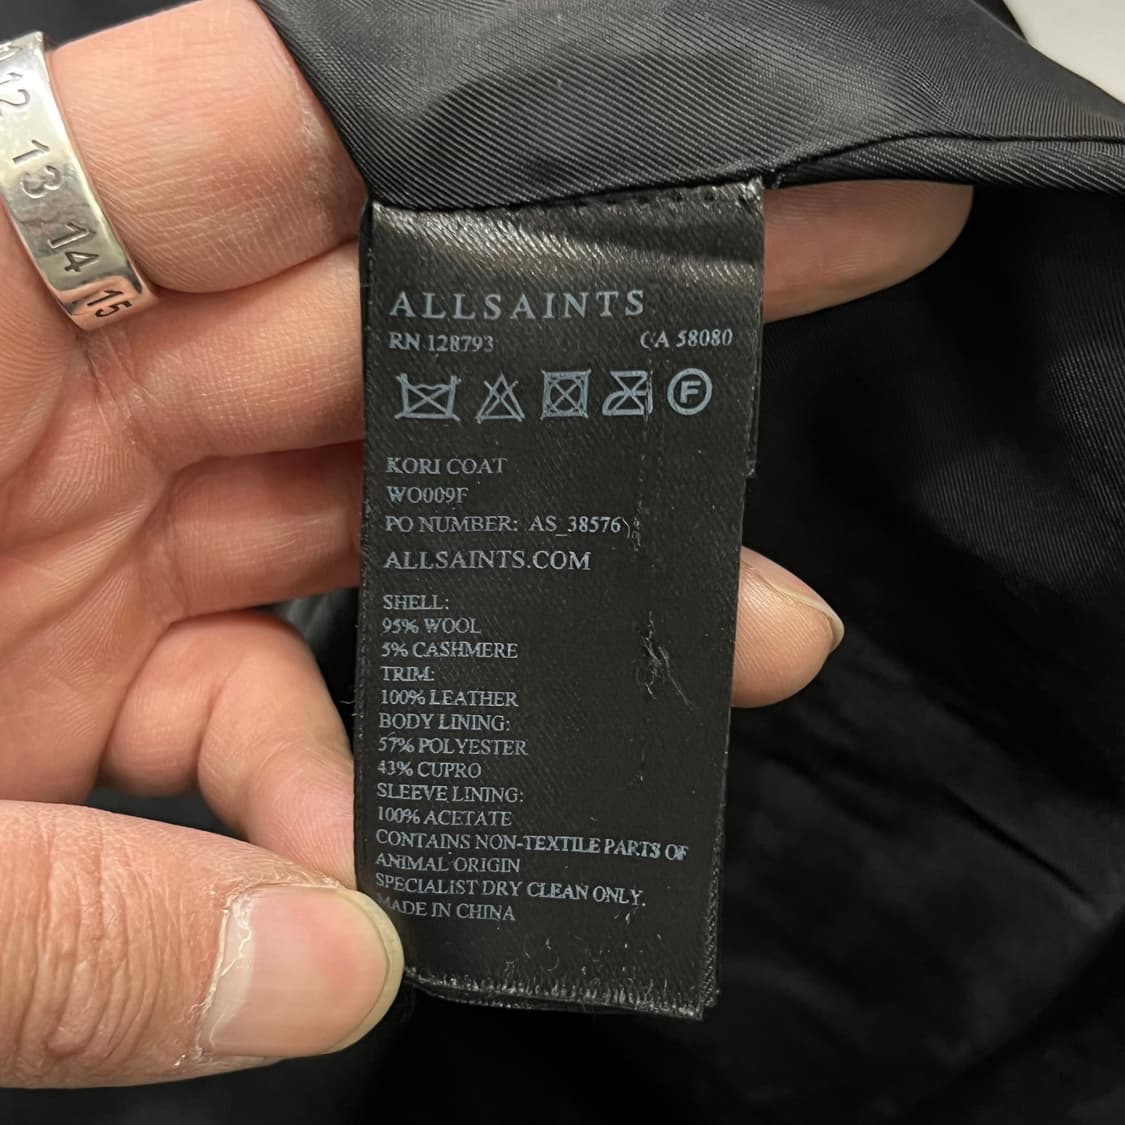 12 13 14 15
ALLSAINTS
RN 128793 CA 58080
F
KORI COAT
WO009F
PO NUMBER: AS_38576
ALLSAINTS.COM
SHELL:
95% WOOL
5% CASHMERE
TRIM:
100% LEATHER
BODY LINING:
57% POLYESTER
43% CUPRO
SLEEVE LINING:
100% ACETATE
CONTAINS NON-TEXTILE PARTS OF
ANIMAL ORIGIN
SPECIALIST DRY CLEAN ONLY.
MADE IN CHINA